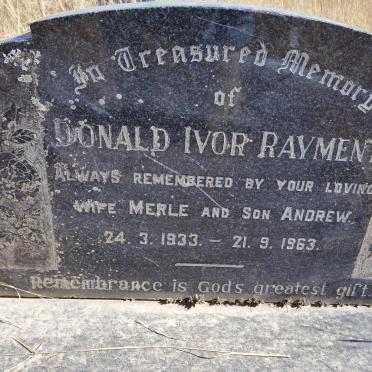 In Treasured Memory
of
DONALD IVOR RAYMENT
ALWAYS REMEMBERED BY YOUR LOVING
WIFE MERLE AND SON ANDREW.
24. 3. 1933. – 21. 9. 1963.
Remembrance is God's greatest gift.